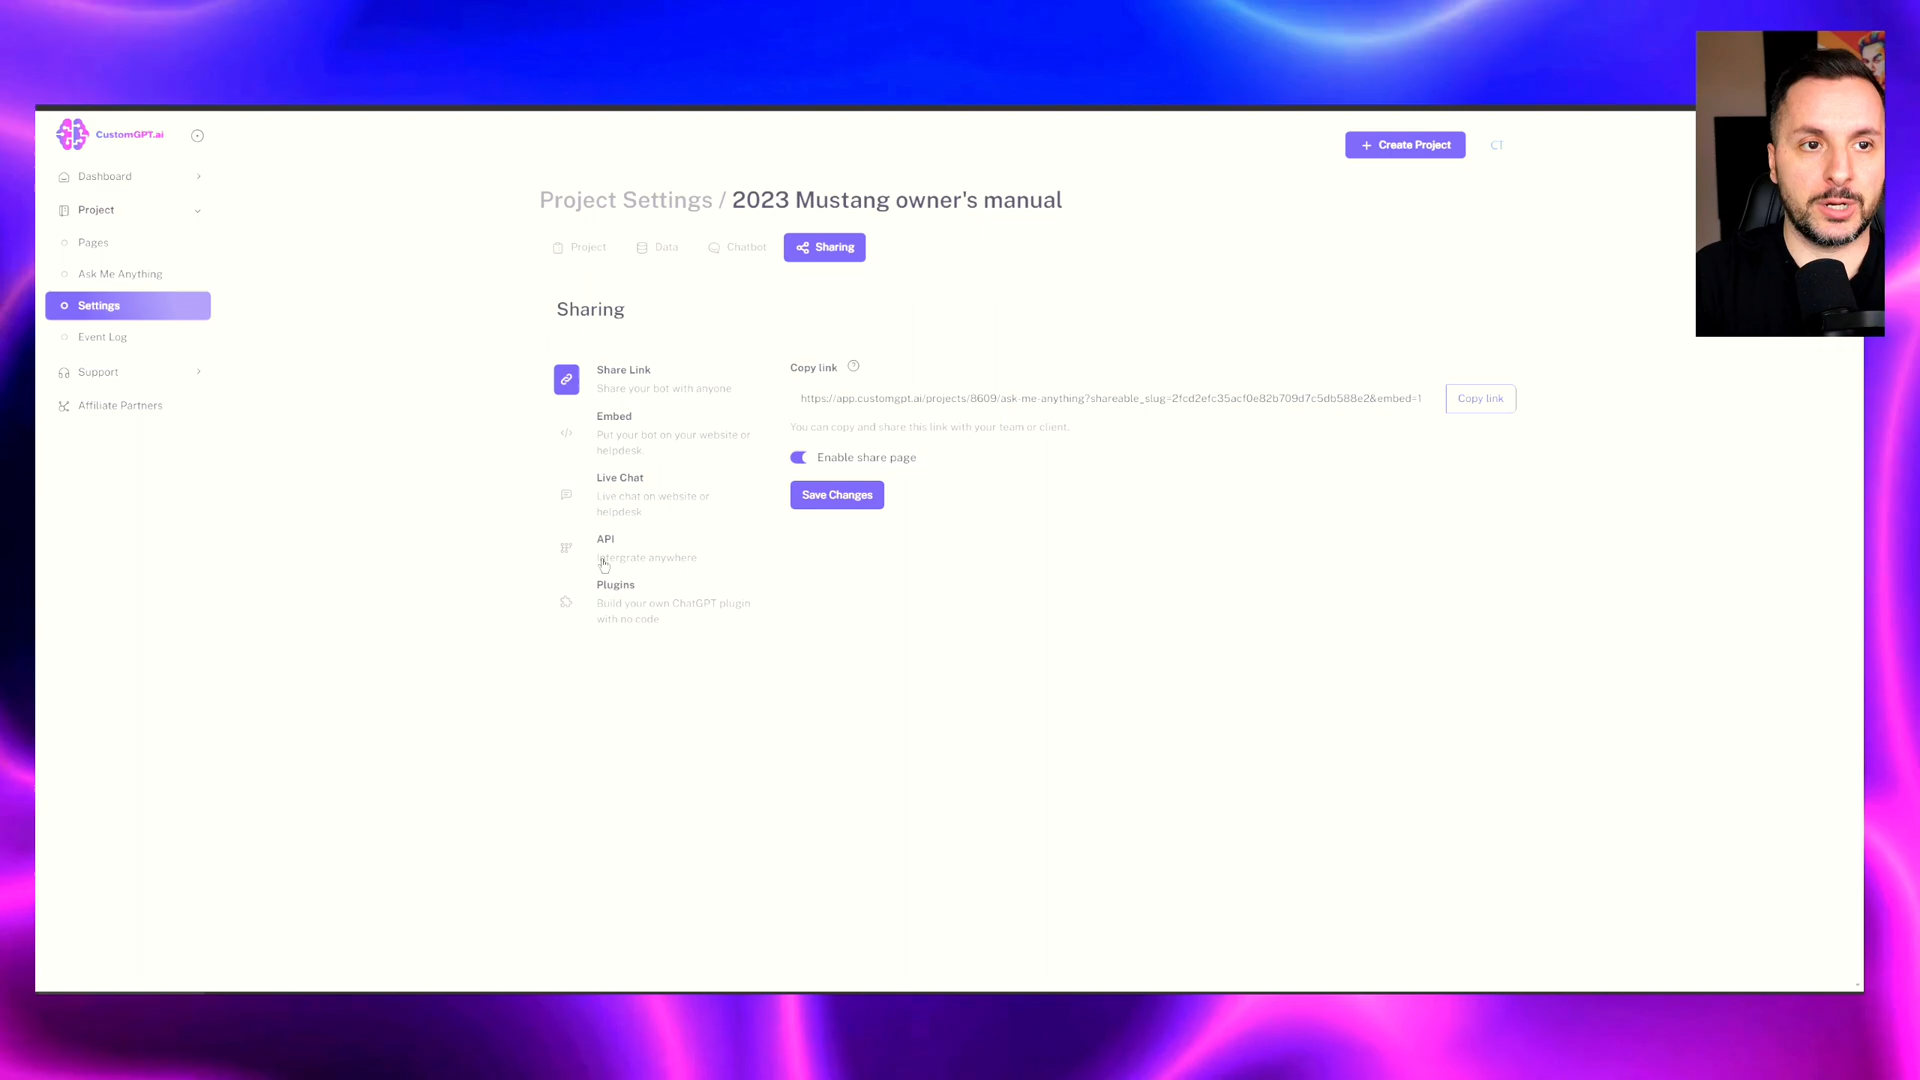 CustomGPT.ai
Dashboard
Project
Pages
Ask Me Anything
Settings
Event Log
Support
Affiliate Partners
+ Create Project
CT
Project Settings / 2023 Mustang owner's manual
Project
Data
Chatbot
Sharing
Sharing
Share Link
Share your bot with anyone
Embed
Put your bot on your website or
helpdesk.
Live Chat
Live chat on website or
helpdesk
API
Intergrate anywhere
Plugins
Build your own ChatGPT plugin
with no code
Copy link
https://app.customgpt.ai/projects/8609/ask-me-anything?shareable_slug=2fcd2efc35acf0e82b709d7c5db588e2&embed=1
Copy link
You can copy and share this link with your team or client.
Enable share page
Save Changes